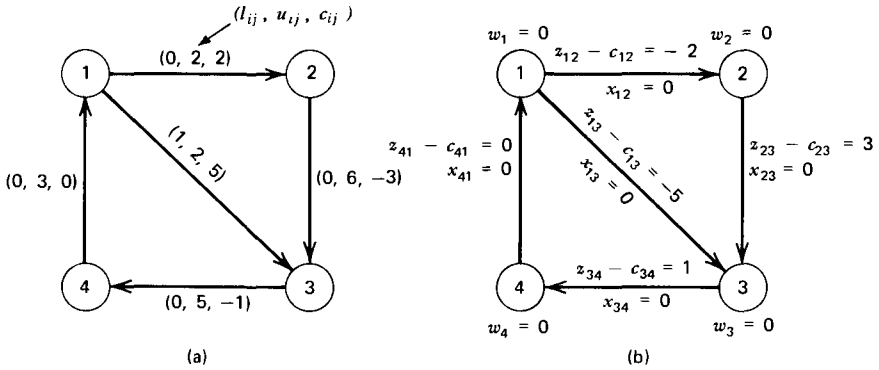 (l_ij , u_ij , c_ij )
1
(0, 2, 2)
2
(1, 2, 5)
(0, 3, 0)
(0, 6, −3)
4
(0, 5, −1)
3
(a)
w_1 = 0
z_12 − c_12 = − 2
w_2 = 0
1
x_12 = 0
2
z_13 − c_13 = −5
x_13 = 0
z_41 − c_41 = 0
x_41 = 0
z_23 − c_23 = 3
x_23 = 0
4
z_34 − c_34 = 1
x_34 = 0
3
w_4 = 0
w_3 = 0
(b)